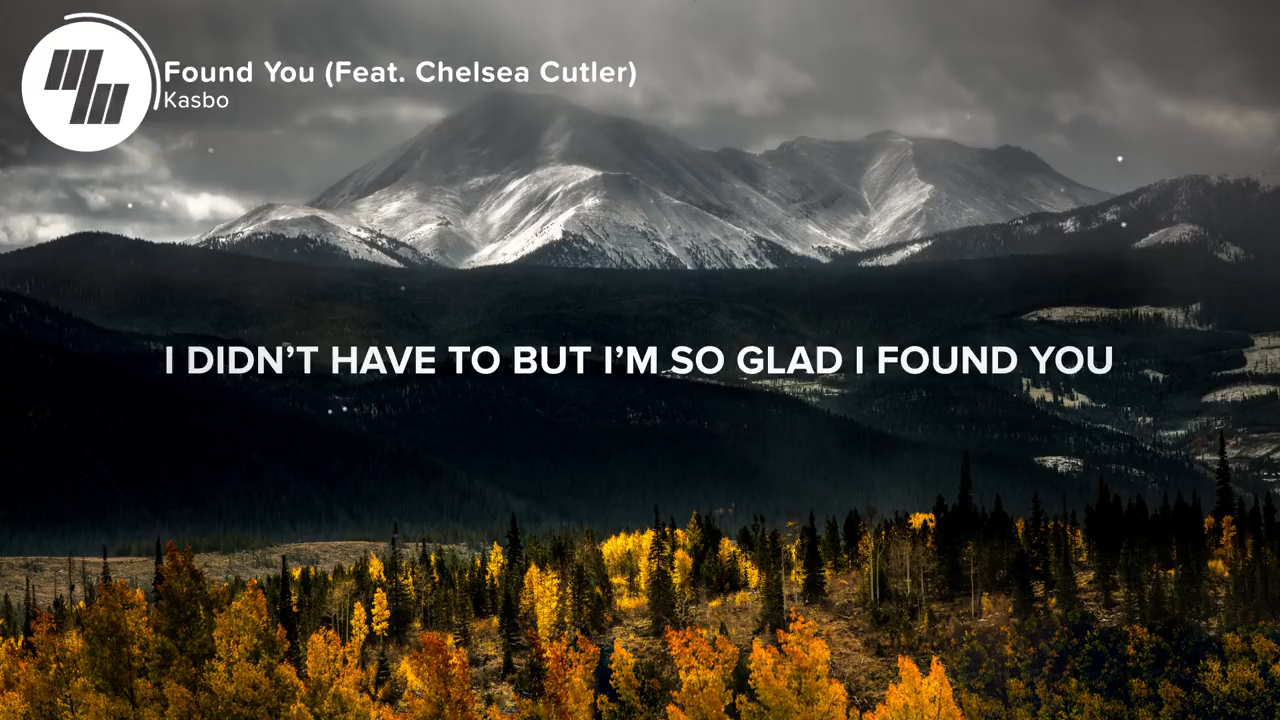 Found You (Feat. Chelsea Cutler)
Kasbo
I DIDN’T HAVE TO BUT I’M SO GLAD I FOUND YOU